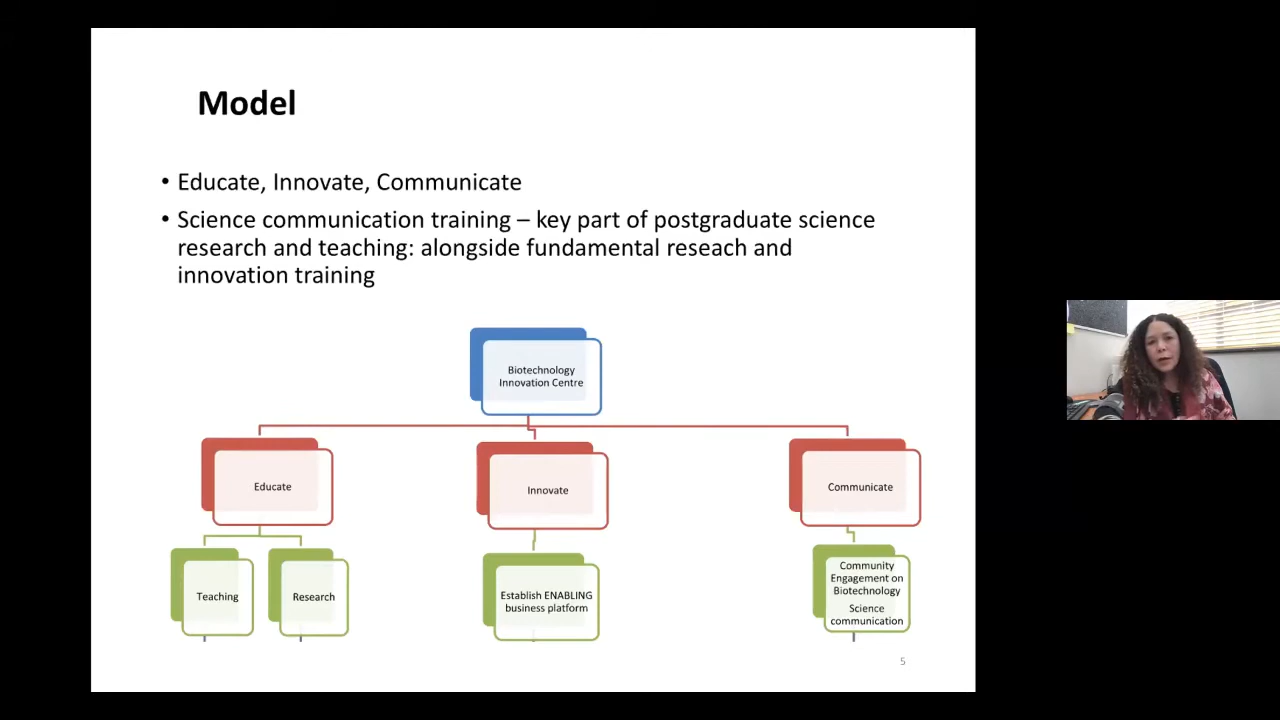 Model
• Educate, Innovate, Communicate
• Science communication training – key part of postgraduate science
research and teaching: alongside fundamental reseach and
innovation training
Biotechnology
Innovation Centre
Educate
Innovate
Communicate
Teaching
Research
Establish ENABLING
business platform
Community
Engagement on
Biotechnology
Science
communication
5